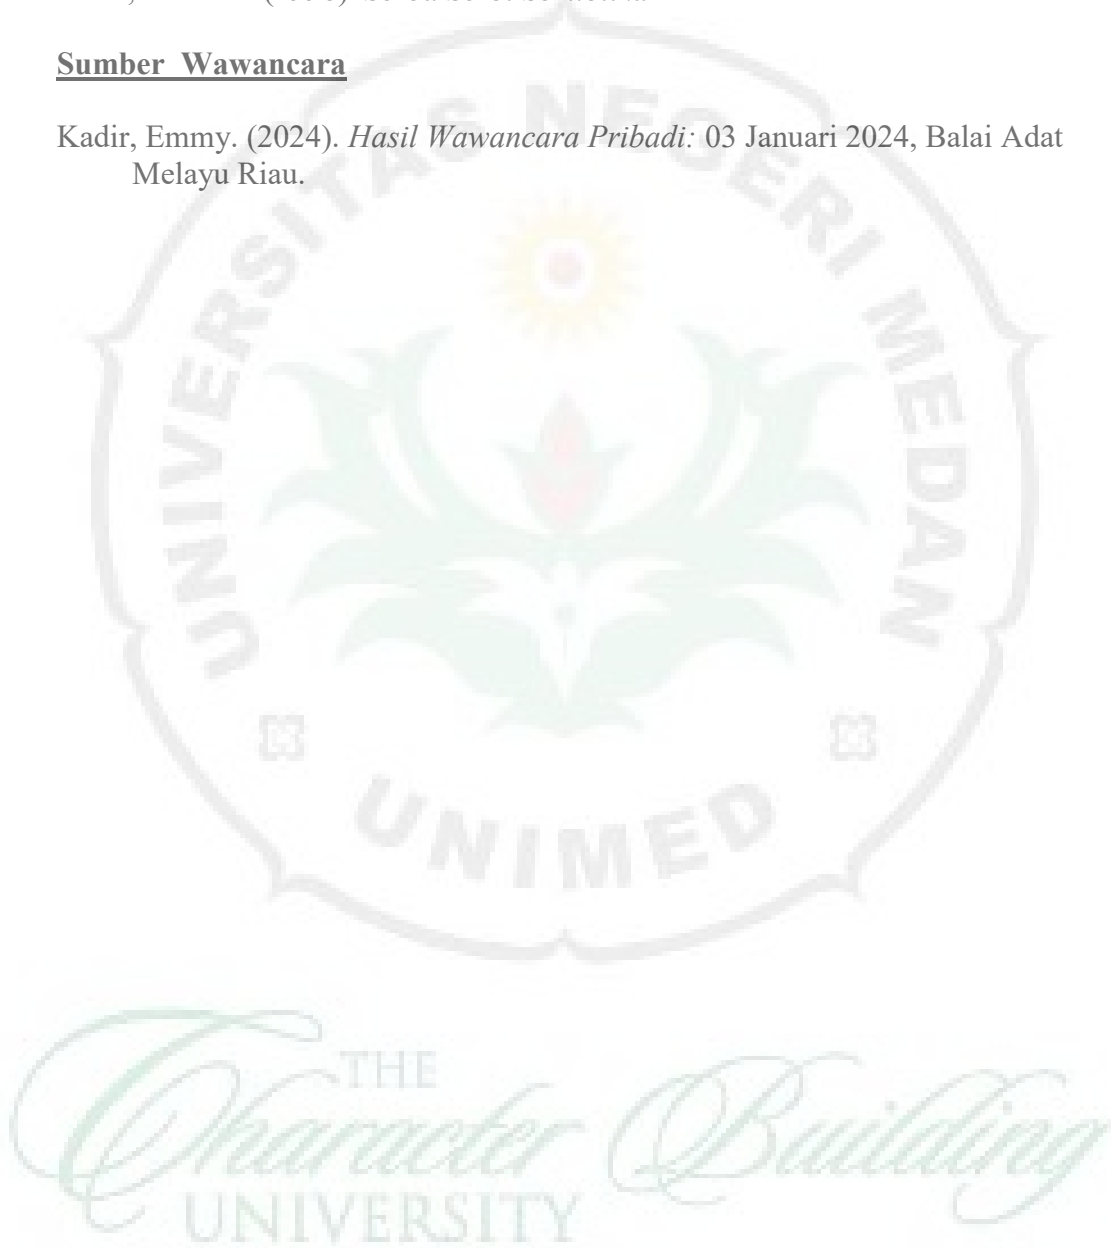 Sumber Wawancara
Kadir, Emmy. (2024). Hasil Wawancara Pribadi: 03 Januari 2024, Balai Adat
Melayu Riau.
UNIVERSITAS NEGERI MEDAN
UNIMED
THE
Character Building
UNIVERSITY